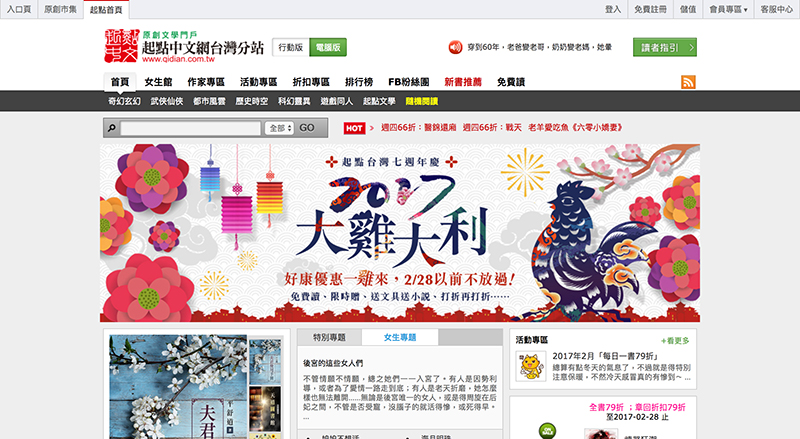 入口頁 原創市集 起點首頁 登入 免費註冊 儲值 會員專區▾ 客服中心
原創文學門戶
起點中文網台灣分站
www.qidian.com.tw
行動版 電腦版
穿到60年，老爸變老哥，奶奶變老媽，她暈
讀者指引
首頁 女生館 作家專區 活動專區 折扣專區 排行榜 FB粉絲團 新書推薦 免費讀
奇幻玄幻 武俠仙俠 都市風雲 歷史時空 科幻靈異 遊戲同人 起點文學 隨機閱讀
全部 GO HOT » 週四66折：醫錦還廂 週四66折：戰天 老羊愛吃魚《六零小嬌妻》
起點台灣七週年慶
2017
大雞大利
好康優惠一雞來，2/28以前不放過!
免費讀、限時贈、送文具送小說、打折再打折……
特別專題 女生專題
後宮的這些女人們
不管情願不情願，總之她們一一入宮了。有人是因勢利
導，或者為了愛情一路走到底；有人是老天折磨，她怎麼
樣也無法離開……無論是後宮唯一的女人，或是得周旋在后
妃之間，不管是否受寵，沒腦子的就活得慘，或死得早。
...
活動專區 +看更多
2017年2月「每日一書79折」
總算有點冬天的氣息了，不過就是得特別
注意保暖，不然冷天感冒真的有慘到～ ...
全書79折 ；章回折扣79折
至2017-02-28 止
ON SALE
夫君
半舒遊